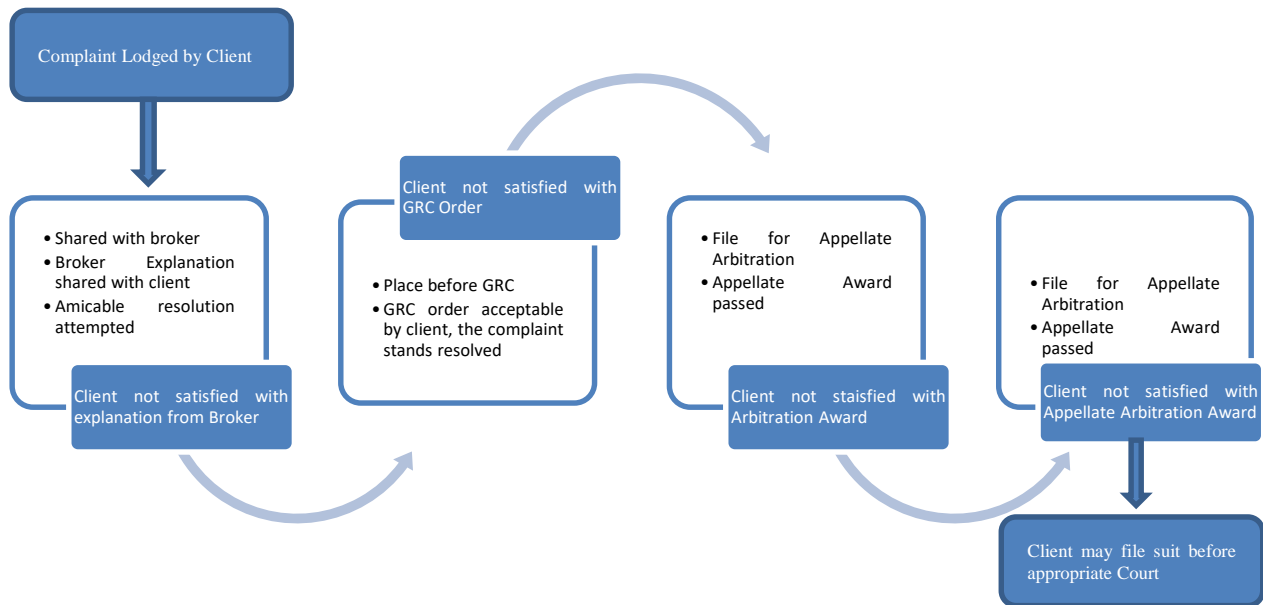 Complaint Lodged by Client
• Shared with broker
• Broker Explanation
shared with client
• Amicable resolution
attempted
Client not satisfied with
explanation from Broker
Client not satisfied with
GRC Order
• Place before GRC
• GRC order acceptable
by client, the complaint
stands resolved
• File for Appellate
Arbitration
• Appellate Award
passed
Client not staisfied with
Arbitration Award
• File for Appellate
Arbitration
• Appellate Award
passed
Client not satisfied with
Appellate Arbitration Award
Client may file suit before
appropriate Court